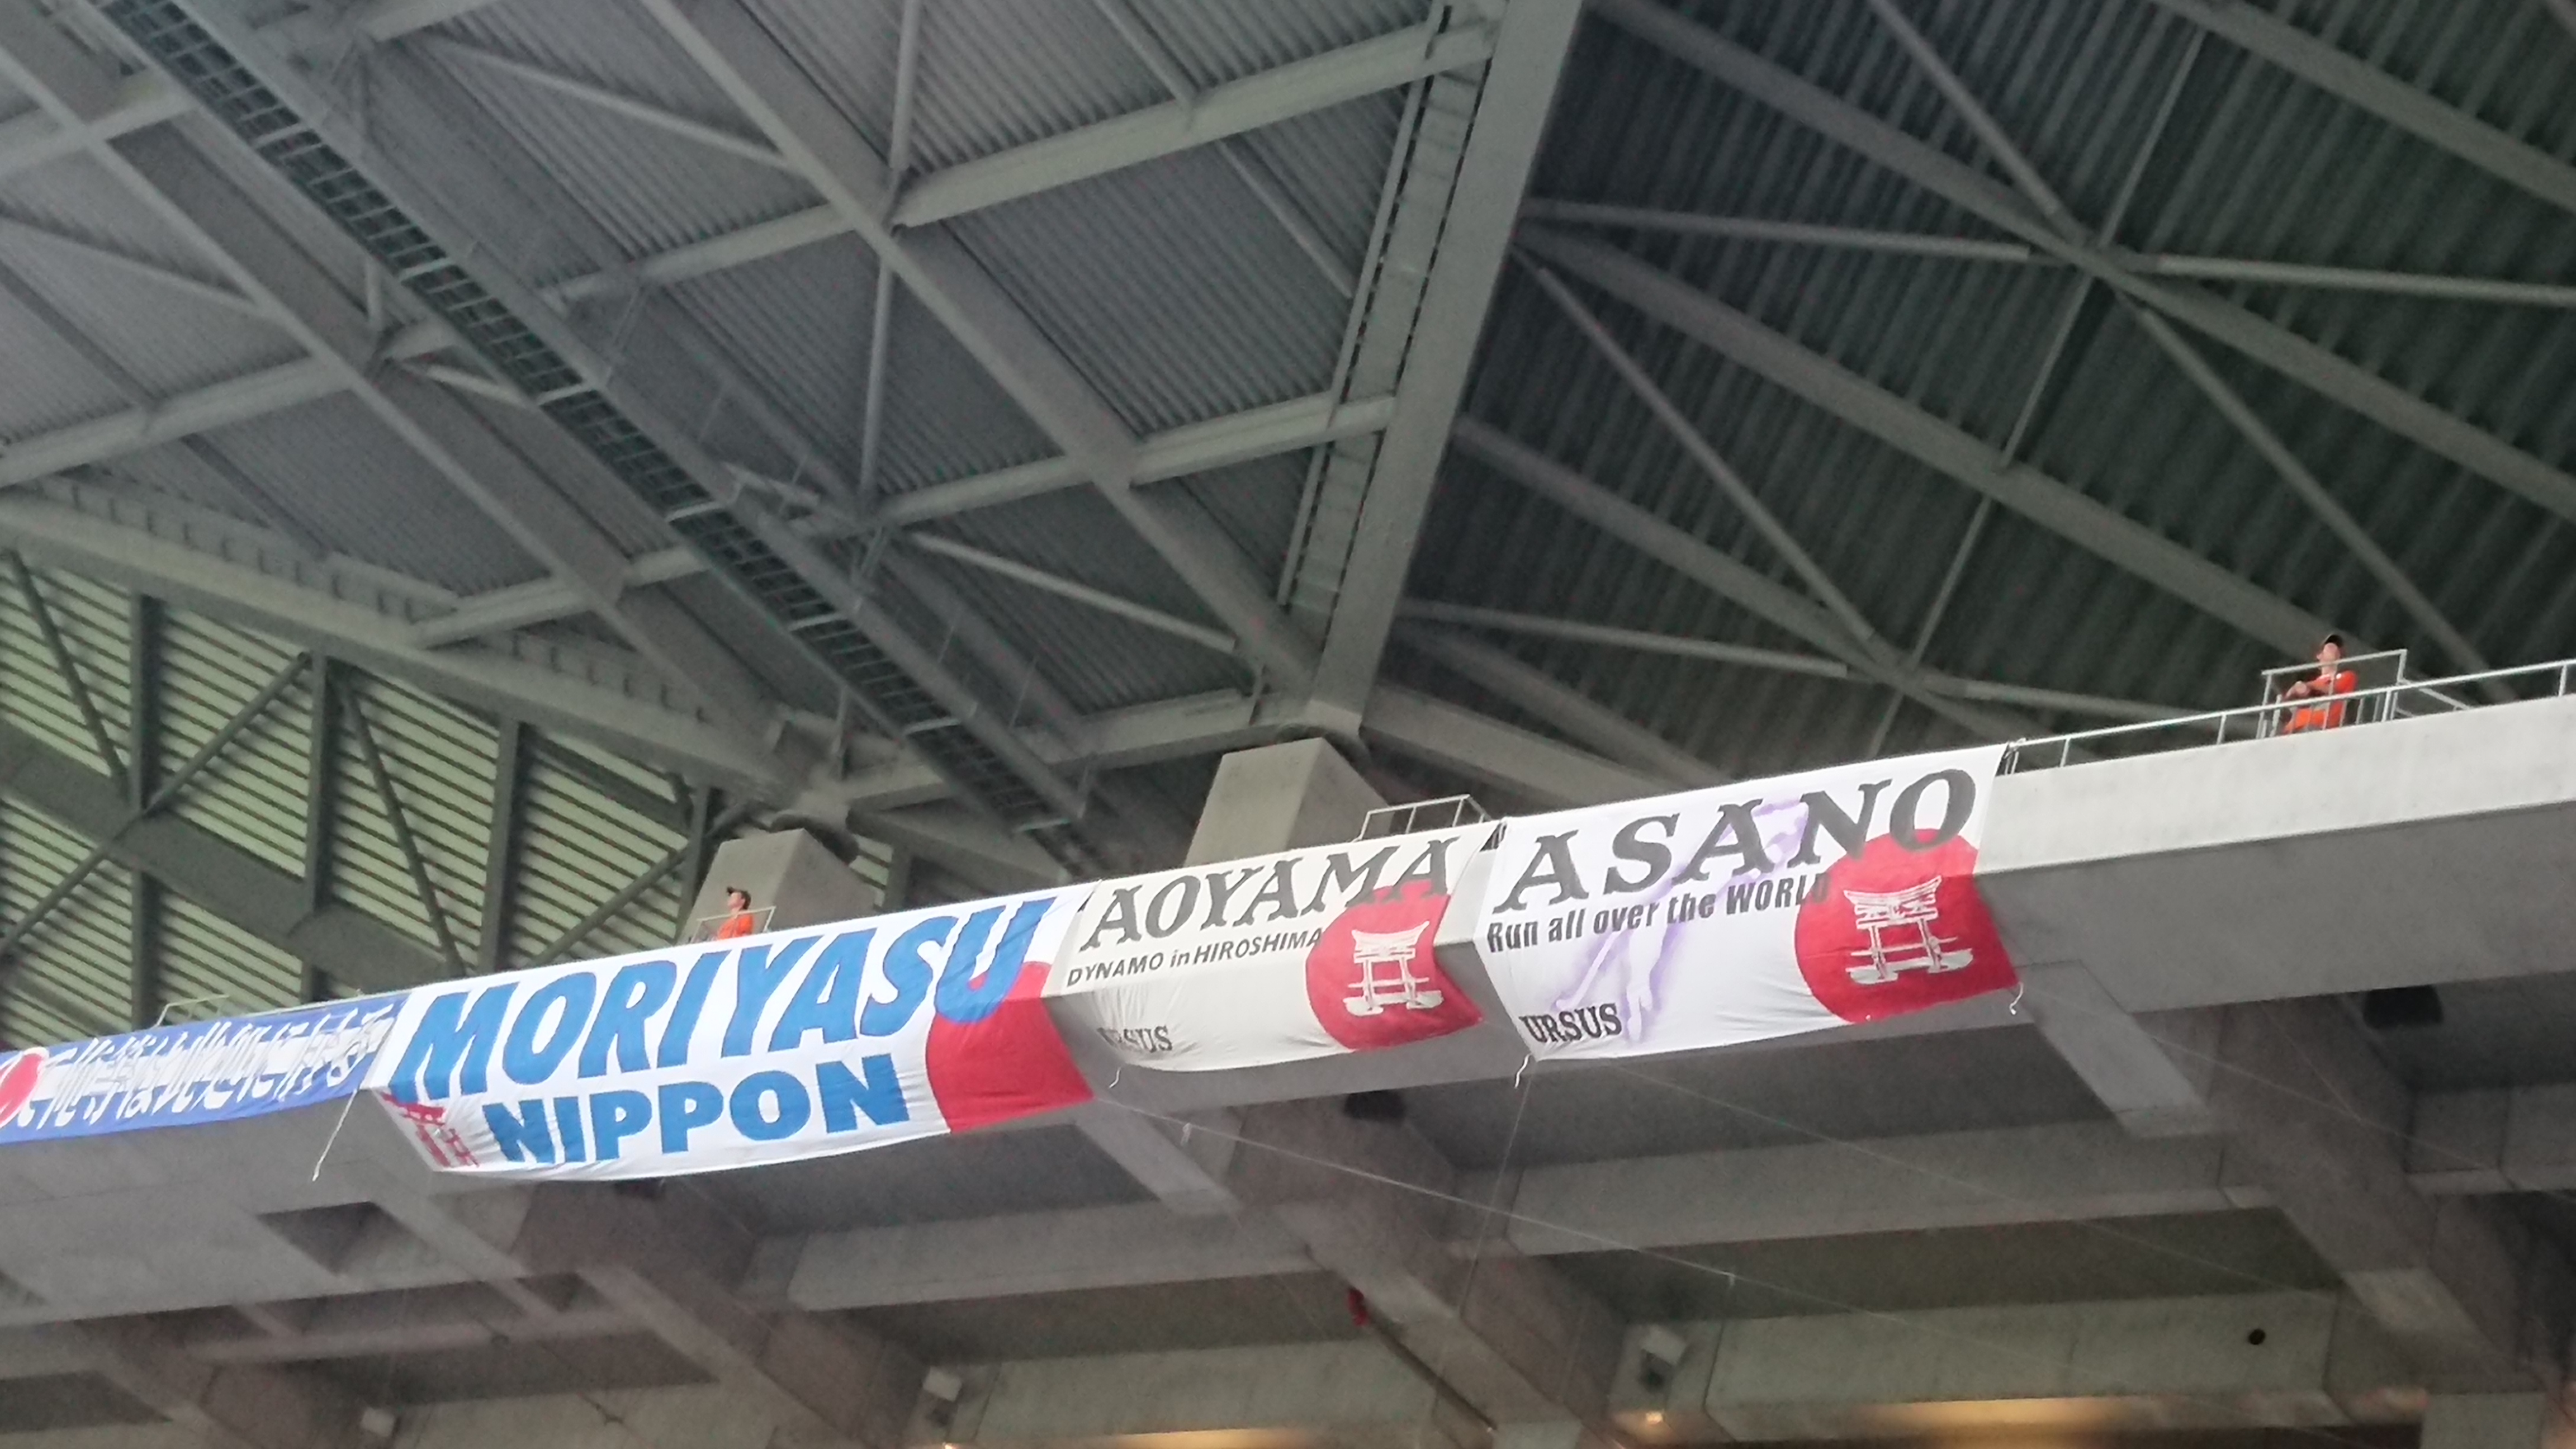 MORIYASU
NIPPON
AOYAMA
DYNAMO in HIROSHIMA
URSUS
ASANO
Run all over the WORLD
URSUS